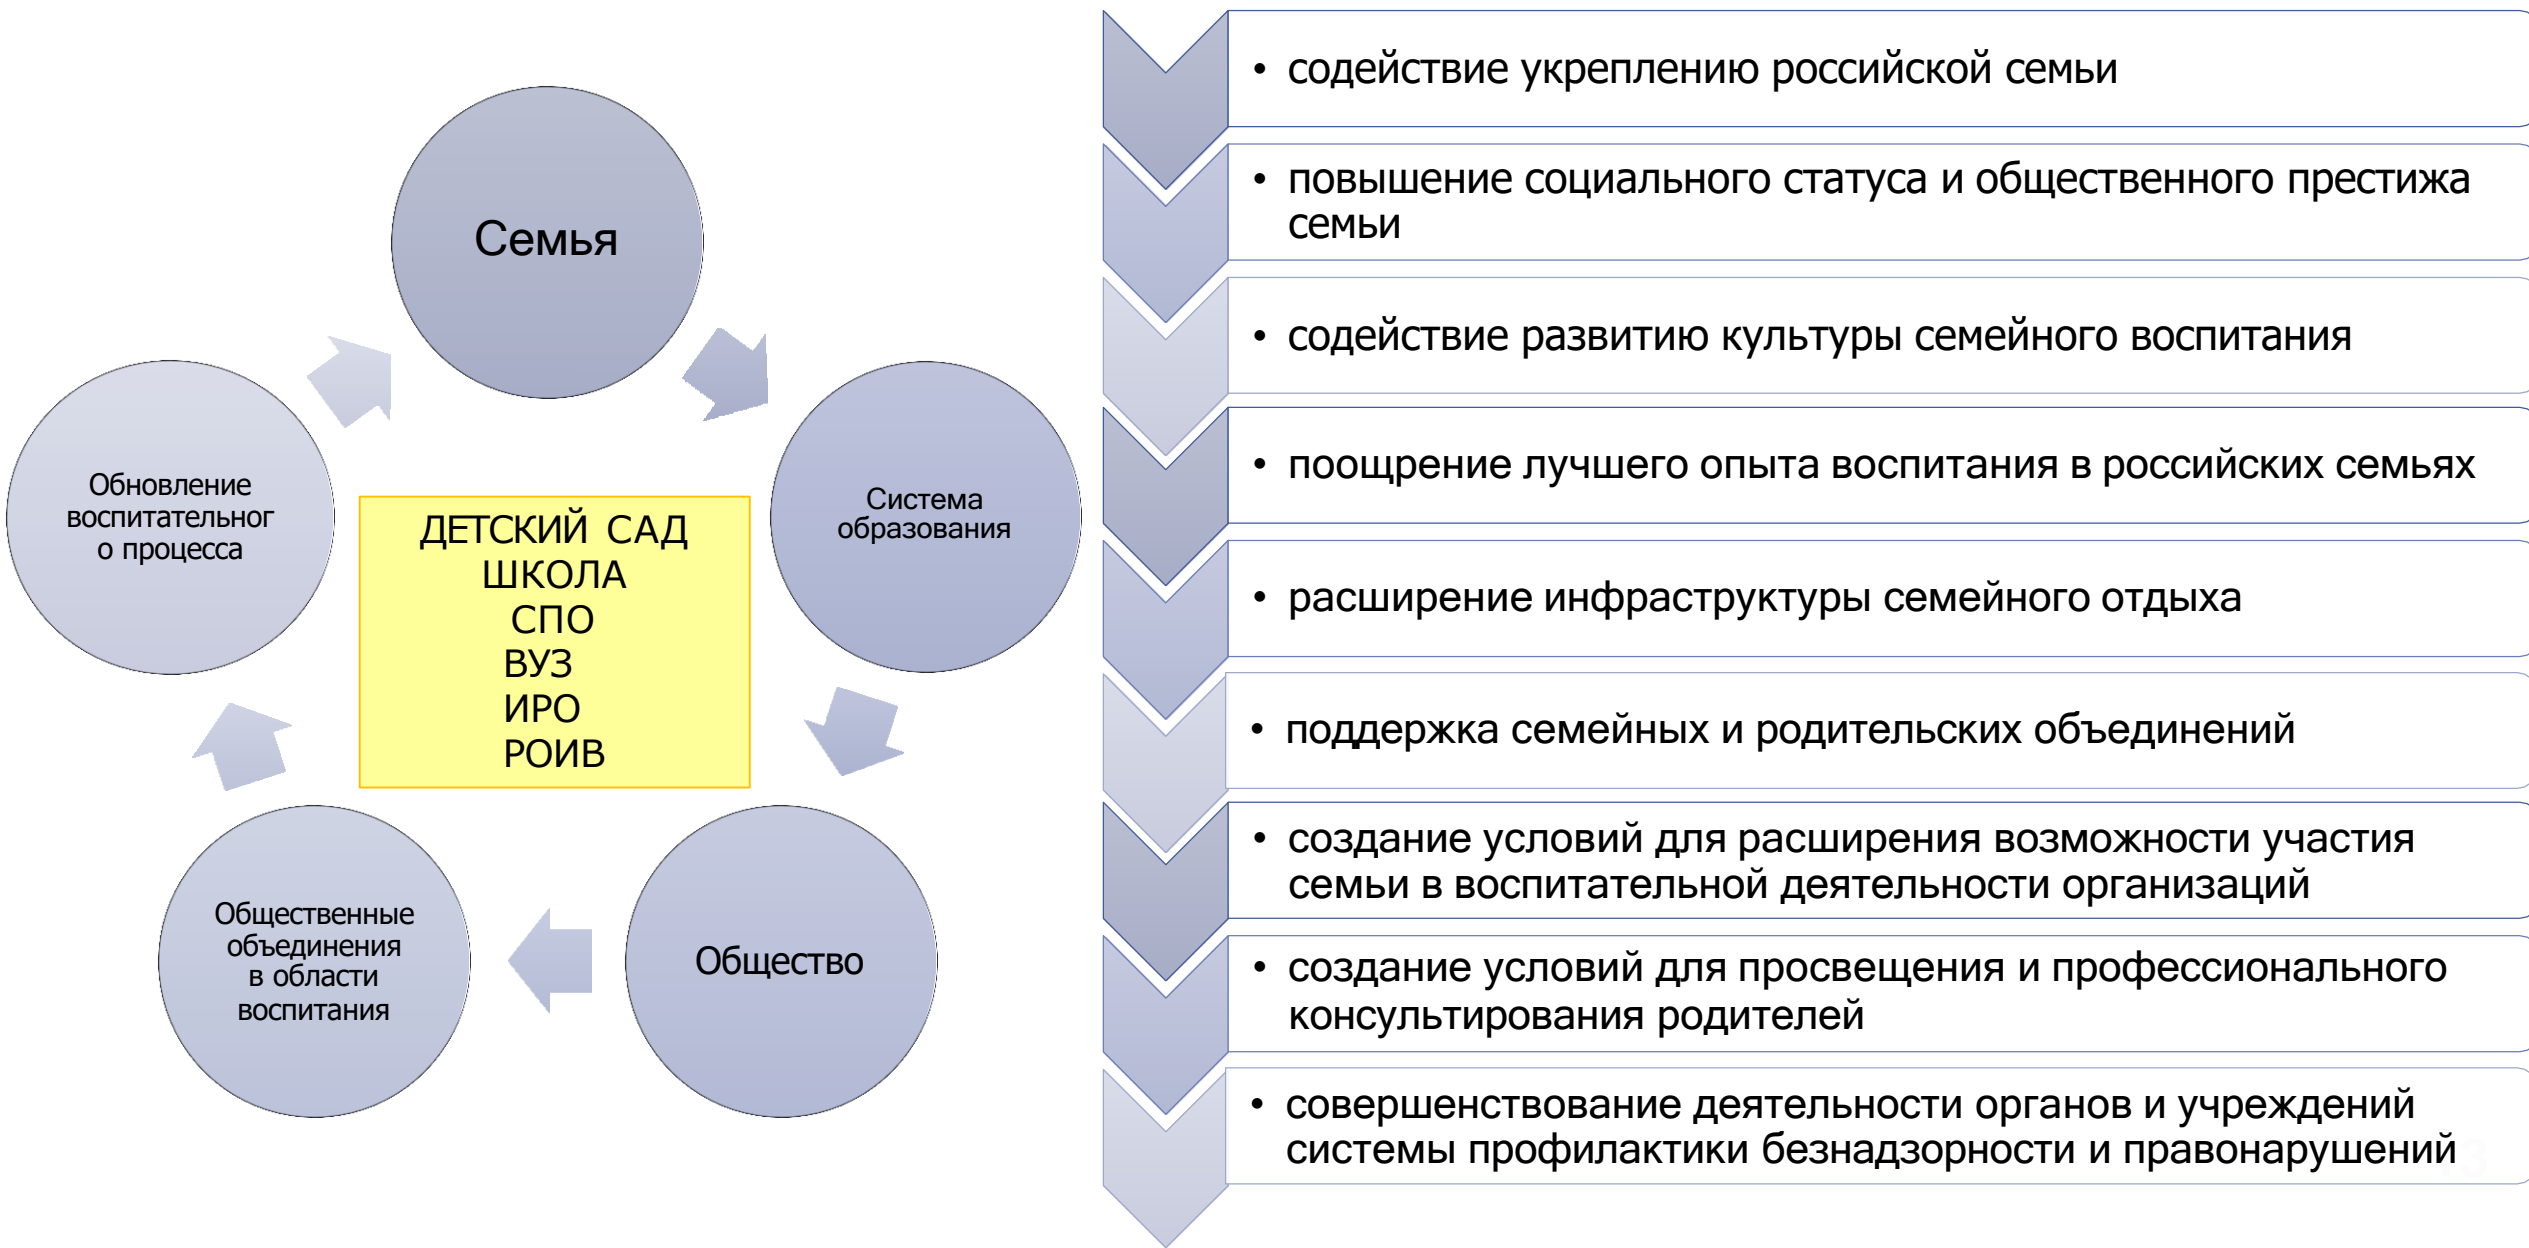 Семья
Система
образования
Общество
Общественные
объединения
в области
воспитания
Обновление
воспитательног
о процесса
ДЕТСКИЙ САД
ШКОЛА
СПО
ВУЗ
ИРО
РОИВ
• содействие укреплению российской семьи
• повышение социального статуса и общественного престижа
семьи
• содействие развитию культуры семейного воспитания
• поощрение лучшего опыта воспитания в российских семьях
• расширение инфраструктуры семейного отдыха
• поддержка семейных и родительских объединений
• создание условий для расширения возможности участия
семьи в воспитательной деятельности организаций
• создание условий для просвещения и профессионального
консультирования родителей
• совершенствование деятельности органов и учреждений
системы профилактики безнадзорности и правонарушений